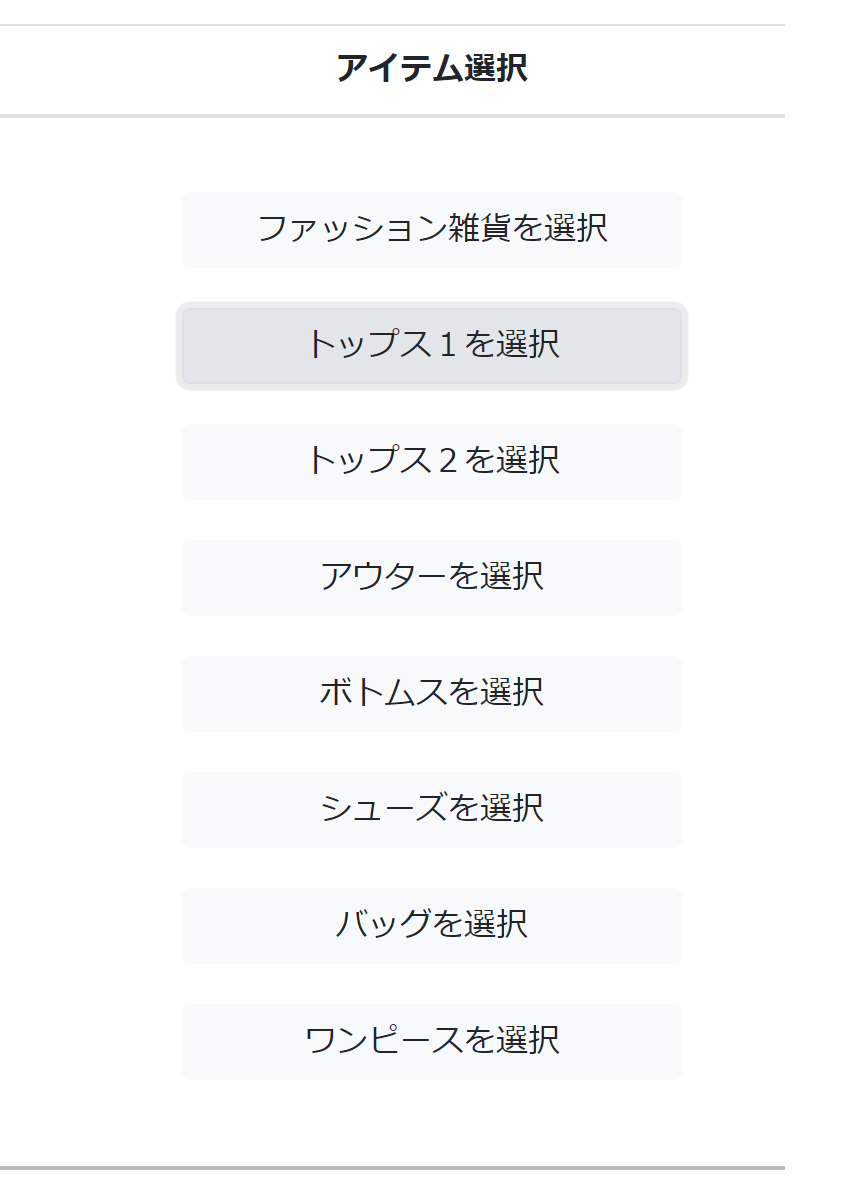 アイテム選択
ファッション雑貨を選択
トップス１を選択
トップス２を選択
アウターを選択
ボトムスを選択
シューズを選択
バッグを選択
ワンピースを選択